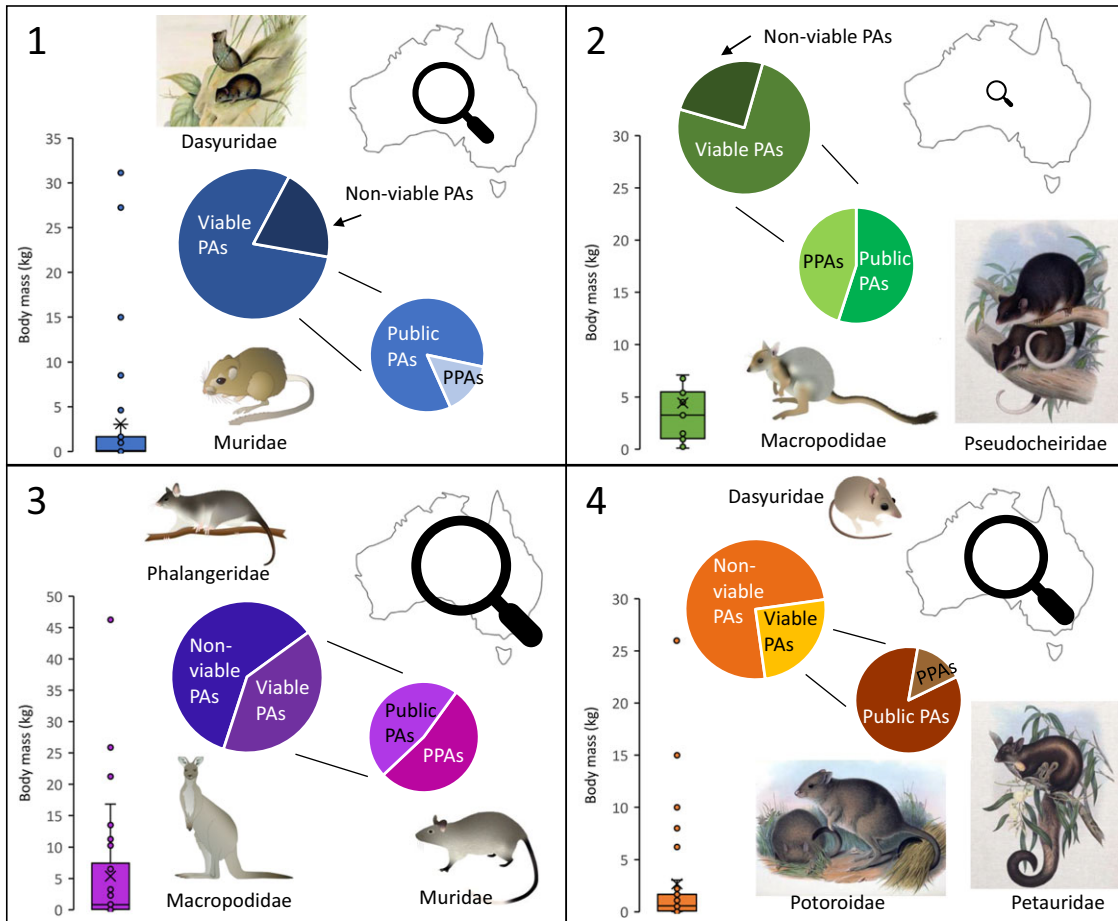 1
Dasyuridae
Non-viable PAs
Viable
PAs
Public
PAs
PPAs
Muridae
Body mass (kg)
35
30
25
20
15
10
5
0
2
Non-viable PAs
Viable PAs
PPAs
Public
PAs
Macropodidae
Pseudocheiridae
Body mass (kg)
30
25
20
15
10
5
0
3
Phalangeridae
Non-
viable
PAs
Viable
PAs
Public
PAs
PPAs
Macropodidae
Muridae
Body mass (kg)
50
45
40
35
30
25
20
15
10
5
0
4
Dasyuridae
Non-
viable
PAs
Viable
PAs
PPAs
Public PAs
Potoroidae
Petauridae
Body mass (kg)
30
25
20
15
10
5
0